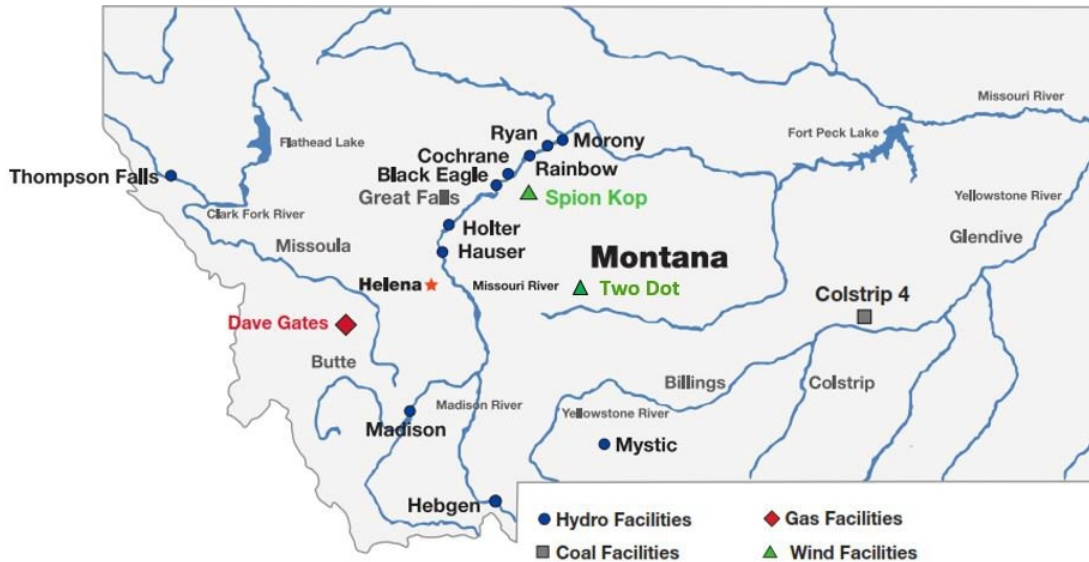 Missouri River
Ryan
Morony
Fort Peck Lake
Flathead Lake
Cochrane
Rainbow
Thompson Falls
Black Eagle
Great Falls
Spion Kop
Yellowstone River
Clark Fork River
Holter
Glendive
Missoula
Hauser
Montana
Helena
Missouri River
Two Dot
Colstrip 4
Dave Gates
Butte
Billings
Colstrip
Madison River
Yellowstone River
Madison
Mystic
Hebgen
Hydro Facilities
Gas Facilities
Coal Facilities
Wind Facilities